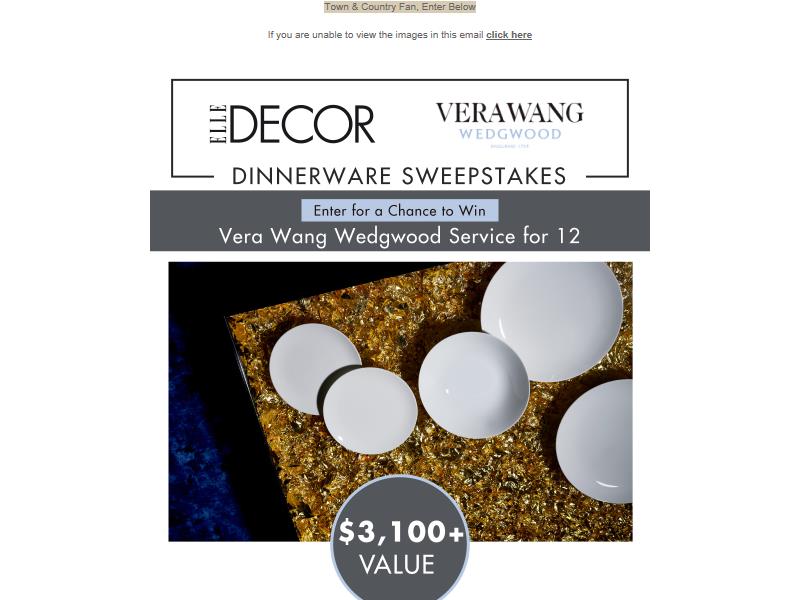 Town & Country Fan, Enter Below
If you are unable to view the images in this email click here
ELLE DECOR
VERA WANG
WEDGWOOD
ENGLAND 1759
DINNERWARE SWEEPSTAKES
Enter for a Chance to Win
Vera Wang Wedgwood Service for 12
$3,100+
VALUE